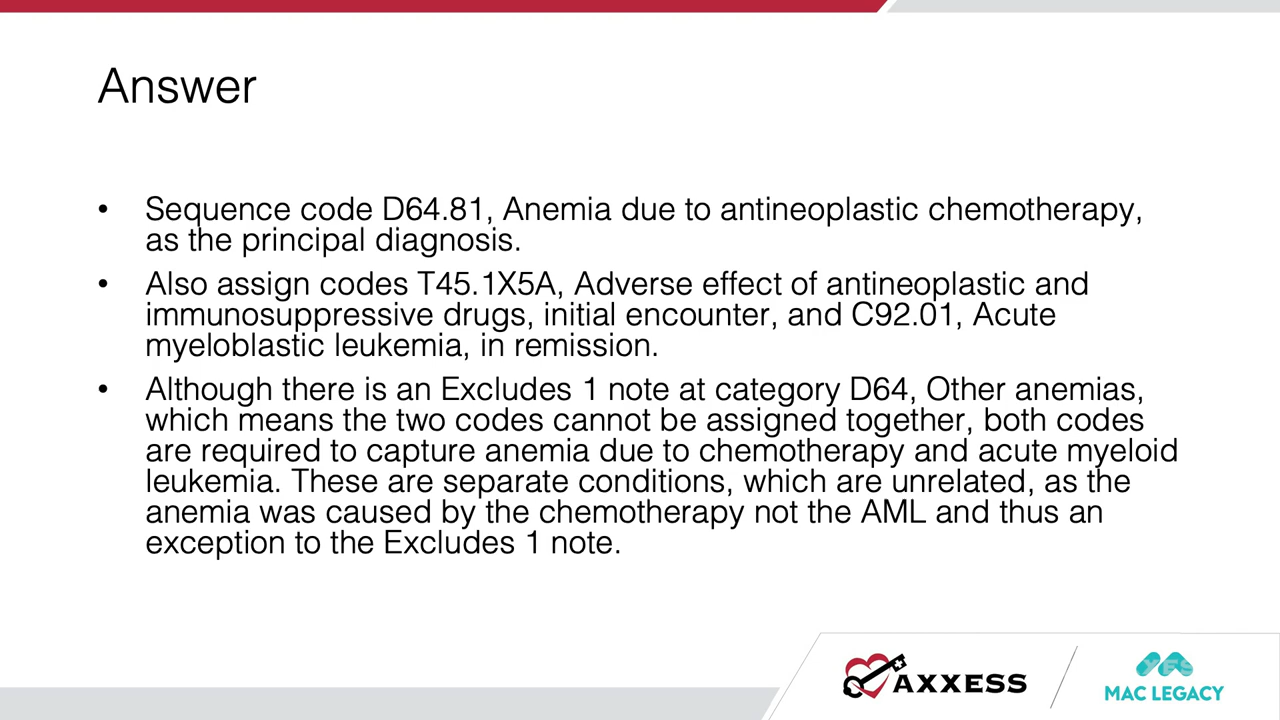 Answer
• Sequence code D64.81, Anemia due to antineoplastic chemotherapy,
as the principal diagnosis.
• Also assign codes T45.1X5A, Adverse effect of antineoplastic and
immunosuppressive drugs, initial encounter, and C92.01, Acute
myeloblastic leukemia, in remission.
• Although there is an Excludes 1 note at category D64, Other anemias,
which means the two codes cannot be assigned together, both codes
are required to capture anemia due to chemotherapy and acute myeloid
leukemia. These are separate conditions, which are unrelated, as the
anemia was caused by the chemotherapy not the AML and thus an
exception to the Excludes 1 note.
AXXESS
YES
MAC LEGACY